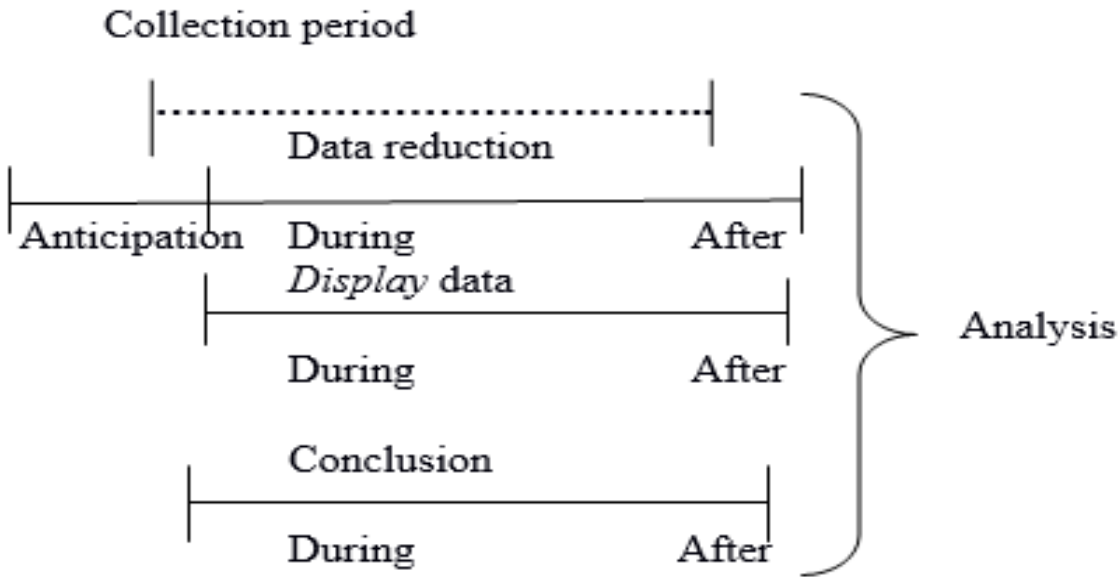 Collection period
Data reduction
Anticipation During After
Display data
During After
Conclusion
During After
Analysis